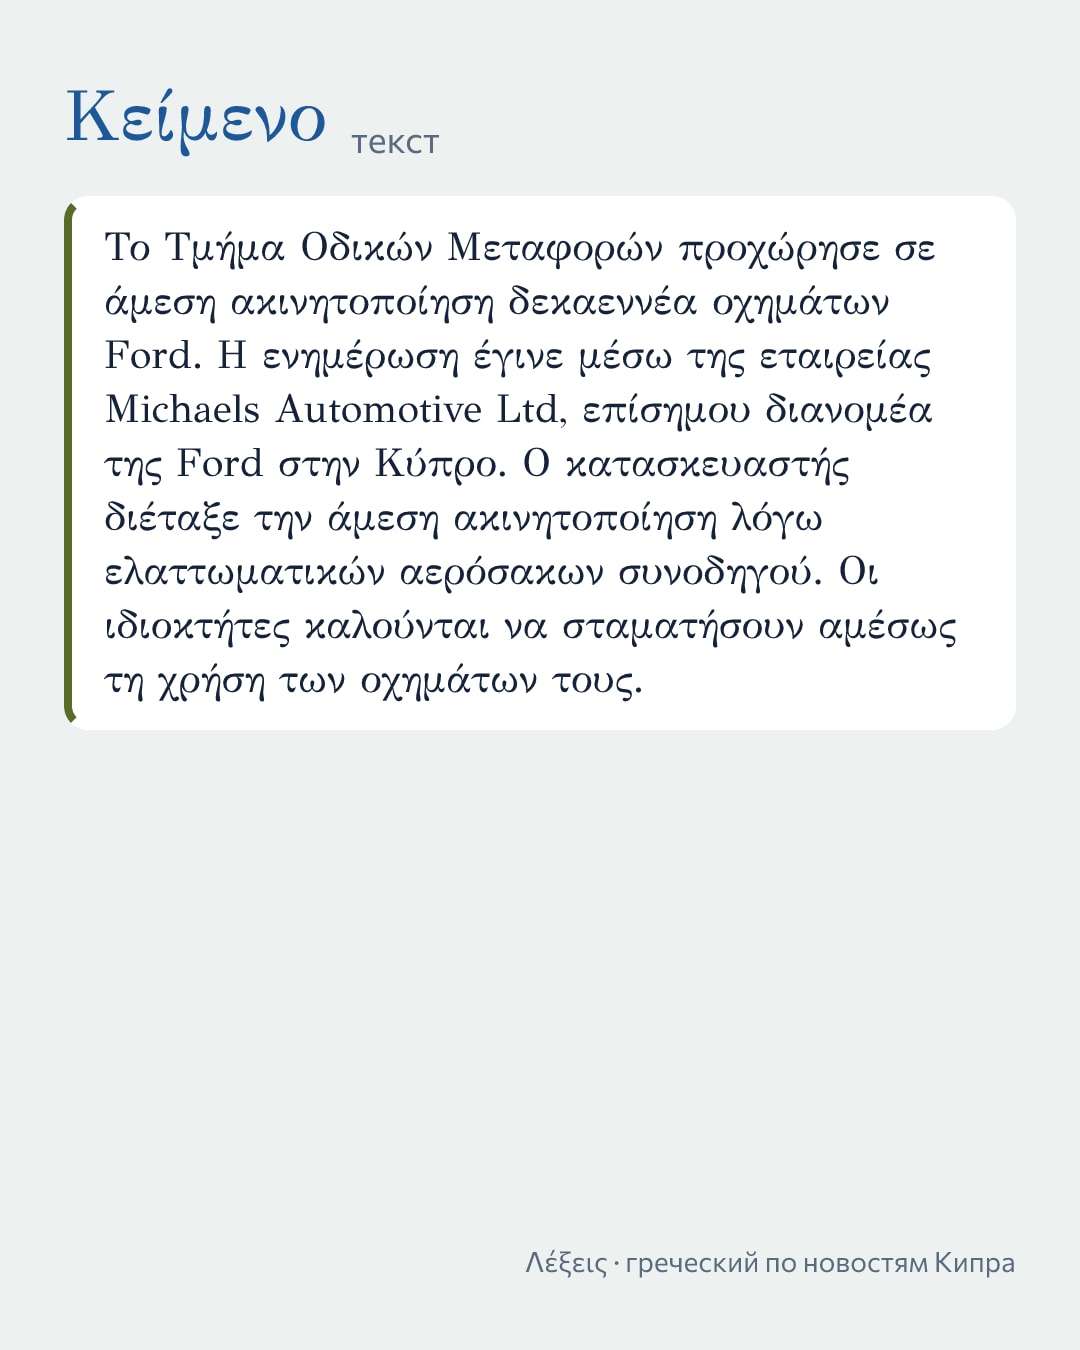 Κείμενο текст
Το Τμήμα Οδικών Μεταφορών προχώρησε σε
άμεση ακινητοποίηση δεκαεννέα οχημάτων
Ford. Η ενημέρωση έγινε μέσω της εταιρείας
Michaels Automotive Ltd, επίσημου διανομέα
της Ford στην Κύπρο. Ο κατασκευαστής
διέταξε την άμεση ακινητοποίηση λόγω
ελαττωματικών αερόσακων συνοδηγού. Οι
ιδιοκτήτες καλούνται να σταματήσουν αμέσως
τη χρήση των οχημάτων τους.
Λέξεις · греческий по новостям Кипра